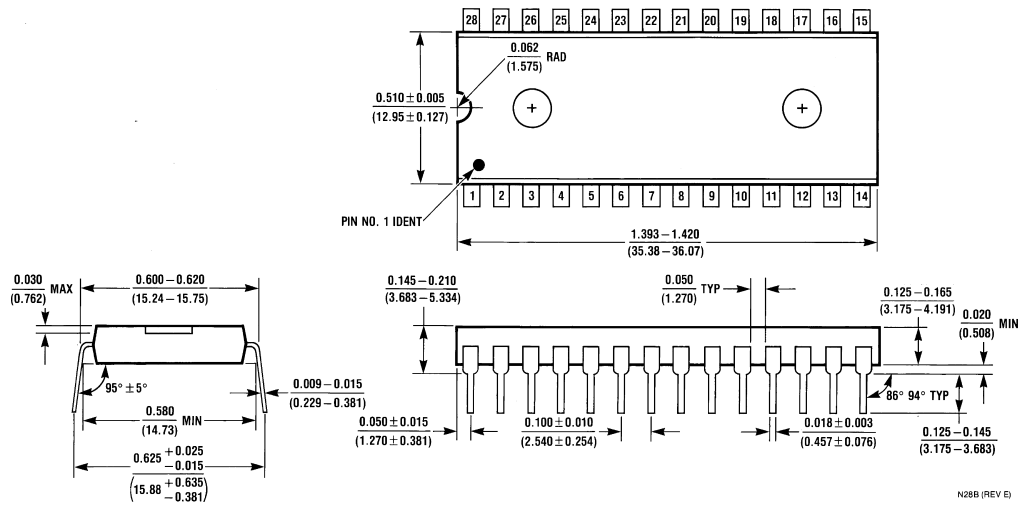 28 27 26 25 24 23 22 21 20 19 18 17 16 15
0.062
(1.575)
RAD
0.510 ± 0.005
(12.95 ± 0.127)
1 2 3 4 5 6 7 8 9 10 11 12 13 14
PIN NO. 1 IDENT
1.393 – 1.420
(35.38 – 36.07)
0.030
(0.762)
MAX
0.600 – 0.620
(15.24 – 15.75)
95° ± 5°
0.580
(14.73)
MIN
0.009 – 0.015
(0.229 – 0.381)
0.625 +0.025
–0.015
(15.88 +0.635
–0.381)
0.145 – 0.210
(3.683 – 5.334)
0.050
(1.270)
TYP
0.125 – 0.165
(3.175 – 4.191)
0.020
(0.508)
MIN
86° 94° TYP
0.050 ± 0.015
(1.270 ± 0.381)
0.100 ± 0.010
(2.540 ± 0.254)
0.018 ± 0.003
(0.457 ± 0.076)
0.125 – 0.145
(3.175 – 3.683)
N28B (REV E)